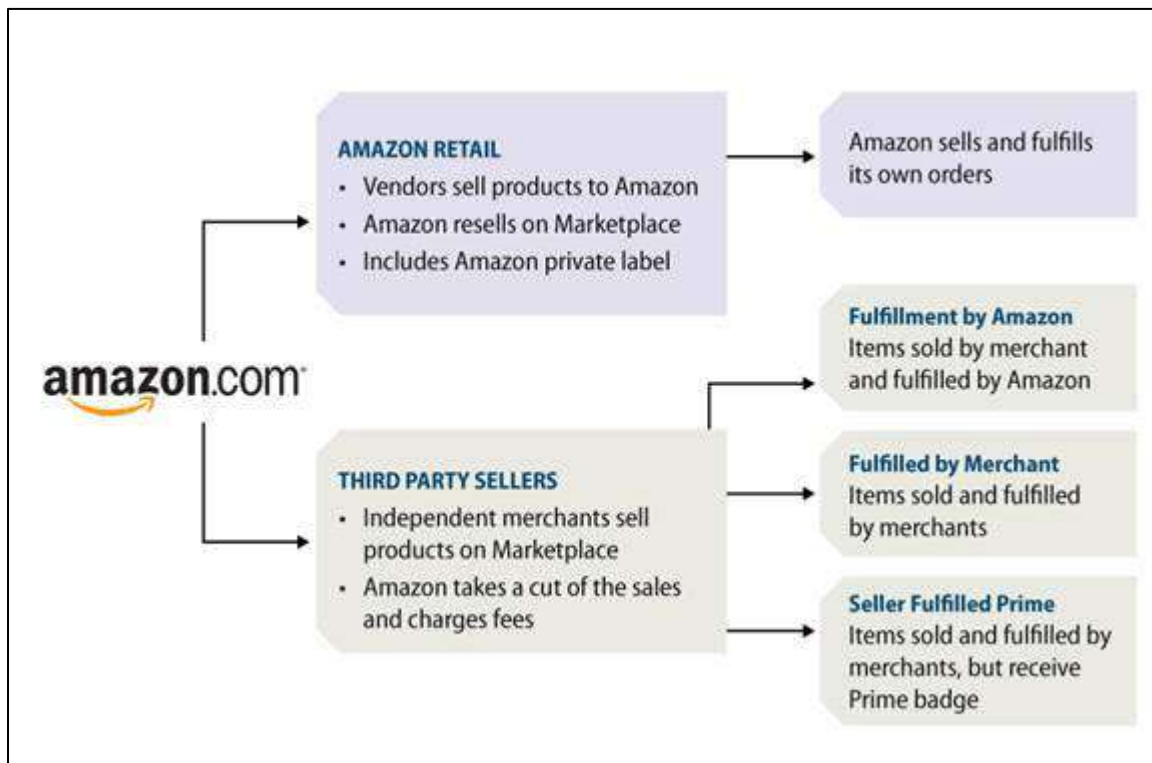 AMAZON RETAIL
• Vendors sell products to Amazon
• Amazon resells on Marketplace
• Includes Amazon private label
Amazon sells and fulfills
its own orders
amazon.com
THIRD PARTY SELLERS
• Independent merchants sell
products on Marketplace
• Amazon takes a cut of the sales
and charges fees
Fulfillment by Amazon
Items sold by merchant
and fulfilled by Amazon
Fulfilled by Merchant
Items sold and fulfilled
by merchants
Seller Fulfilled Prime
Items sold and fulfilled by
merchants, but receive
Prime badge